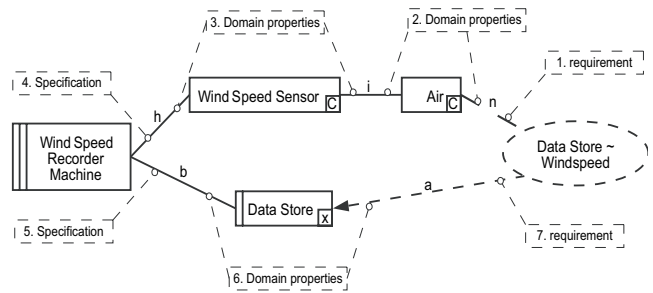 3. Domain properties
2. Domain properties
1. requirement
4. Specification
Wind Speed Sensor
C
i
Air
C
n
h
Wind Speed
Recorder
Machine
Data Store ~
Windspeed
b
a
Data Store
x
5. Specification
7. requirement
6. Domain properties